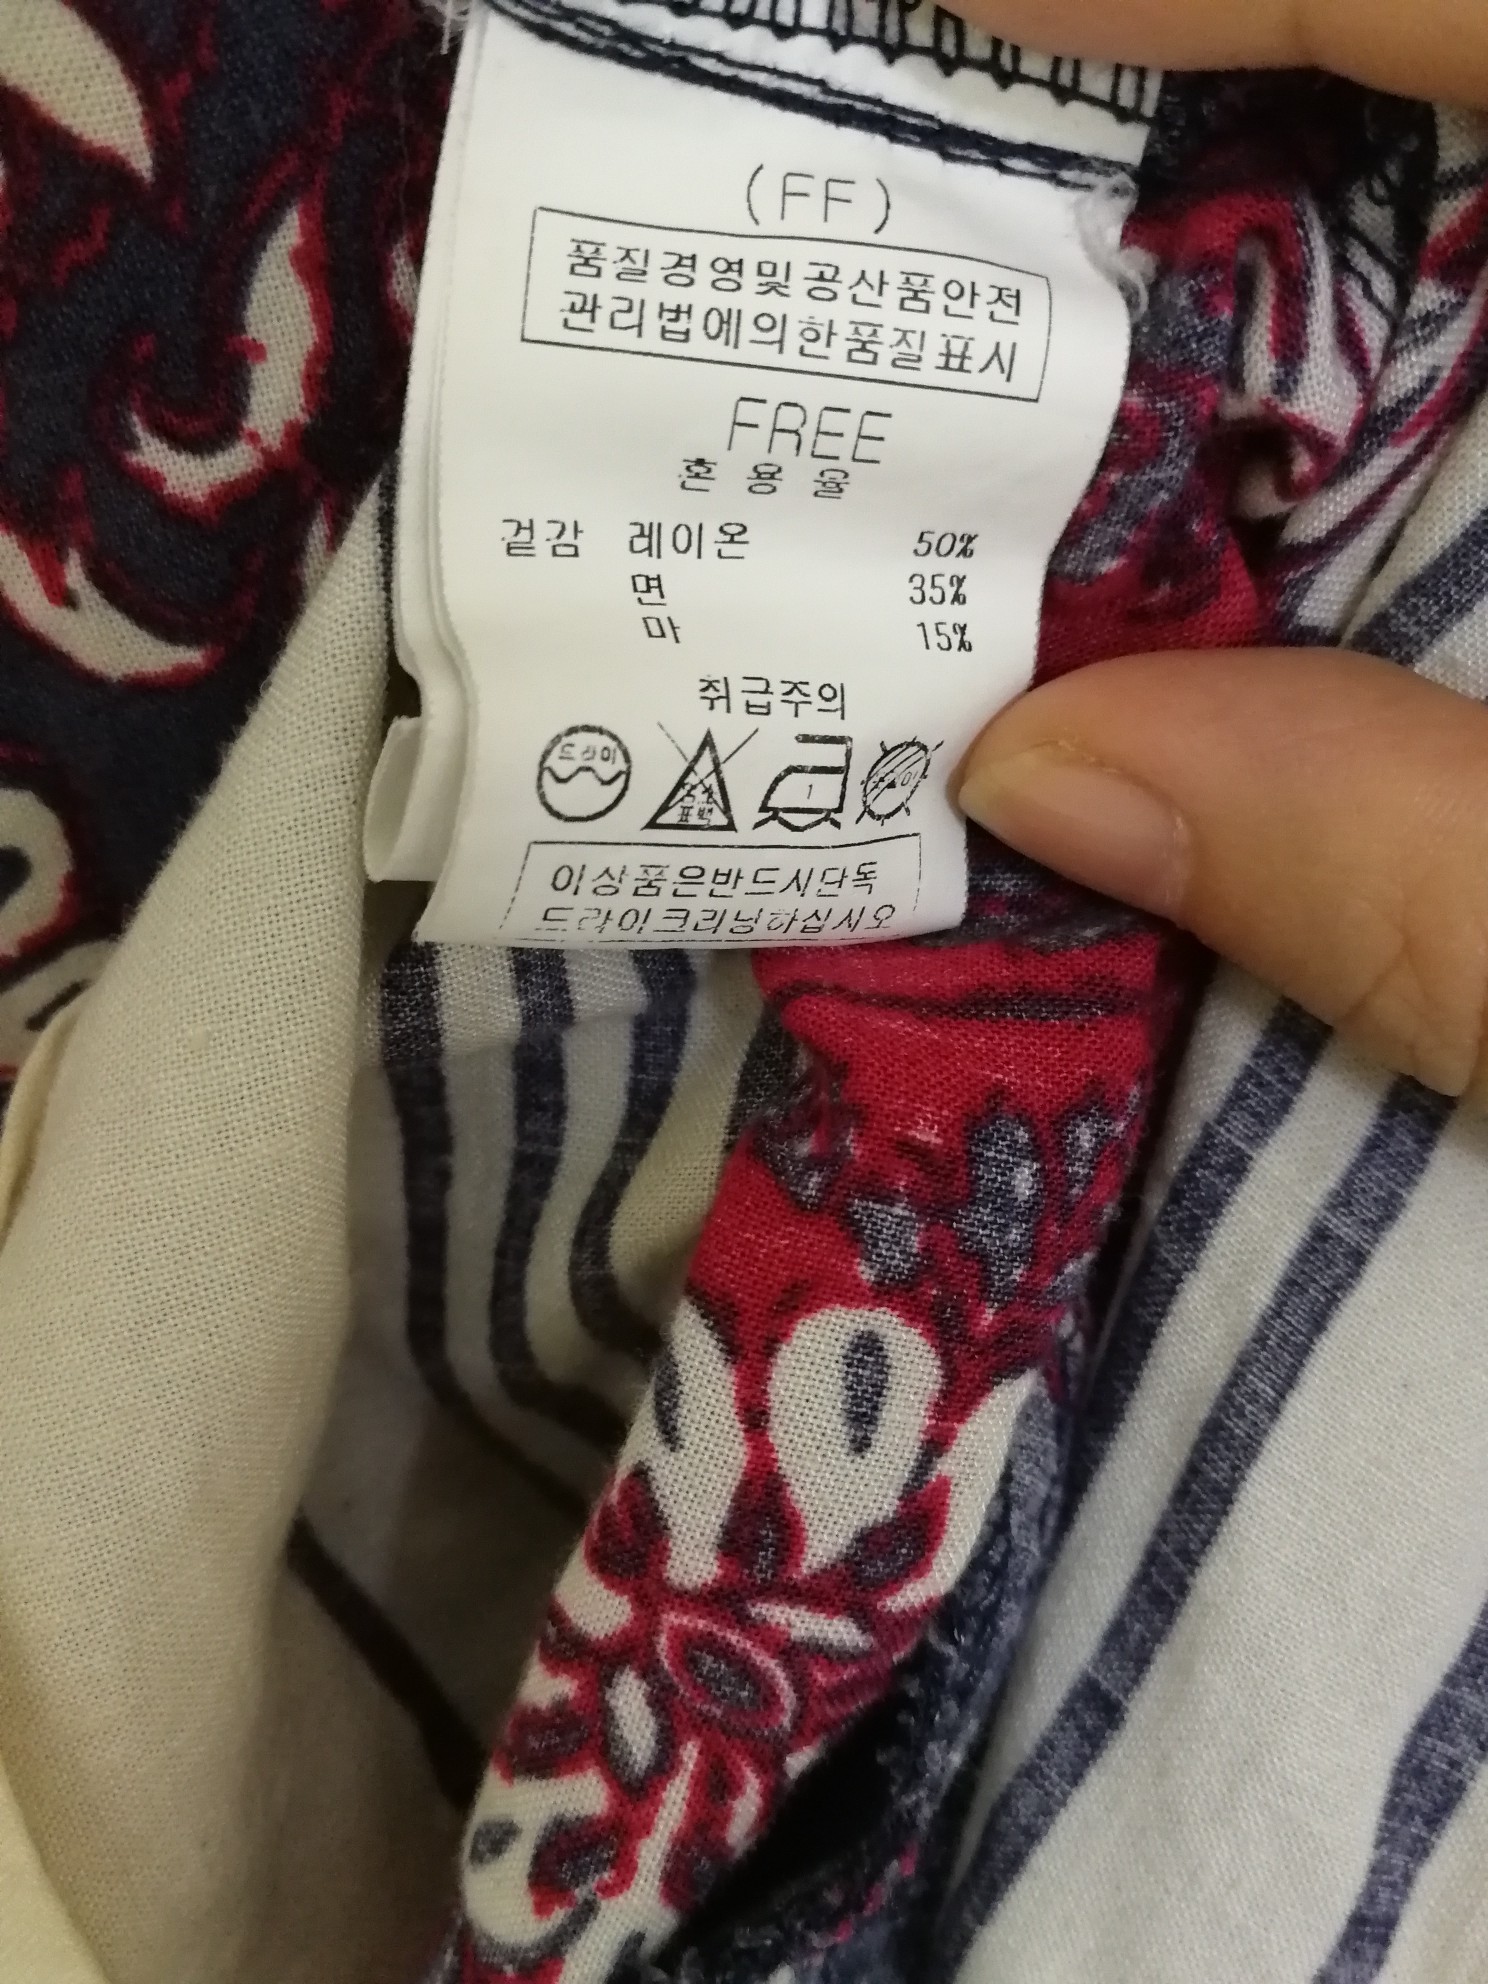 (FF)
품질경영및공산품안전
관리법에의한품질표시
FREE
혼용율
겉감 레이온 50%
면 35%
마 15%
취급주의
드라이
표백
1
이상품은반드시단독
드라이크리닝하십시오